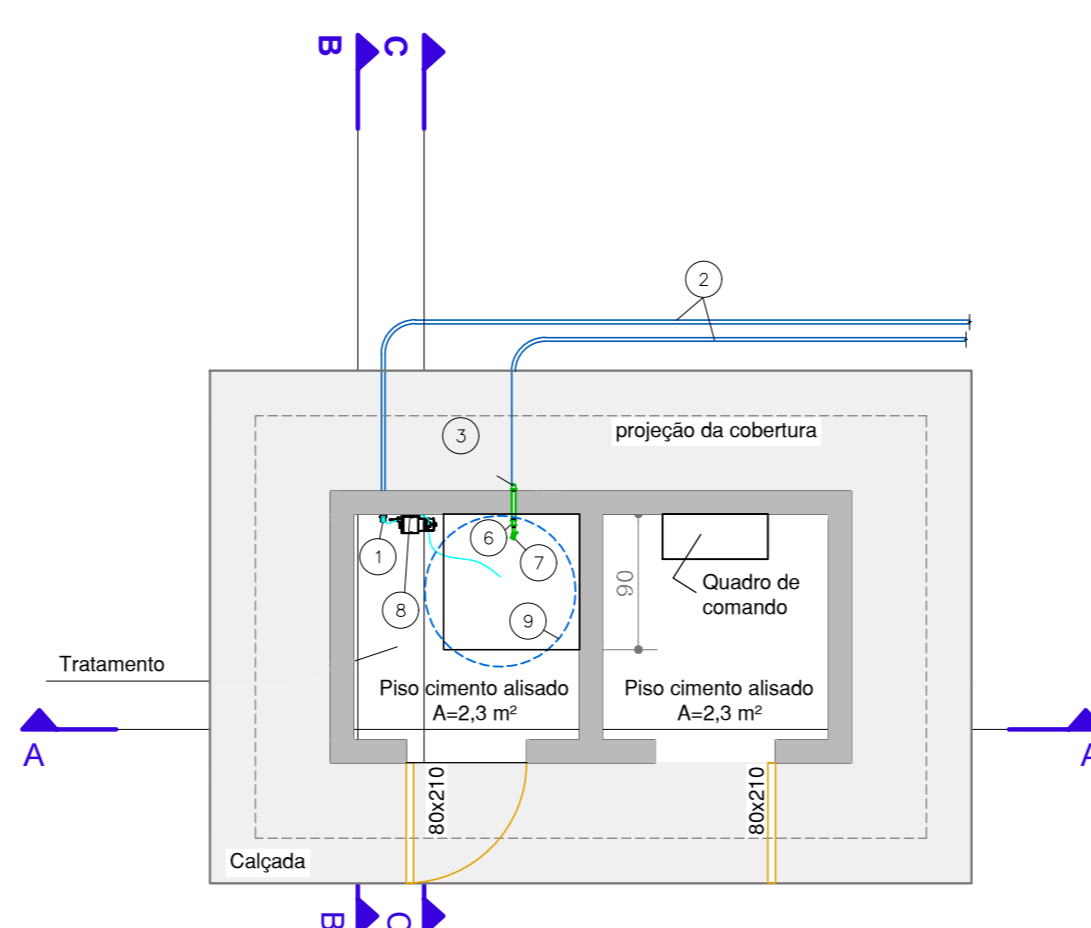 B C
2
3
projeção da cobertura
1
6
7
8
9
90
Quadro de
comando
Tratamento
Piso cimento alisado
A=2,3 m²
Piso cimento alisado
A=2,3 m²
A
A
80x210
80x210
Calçada
B C